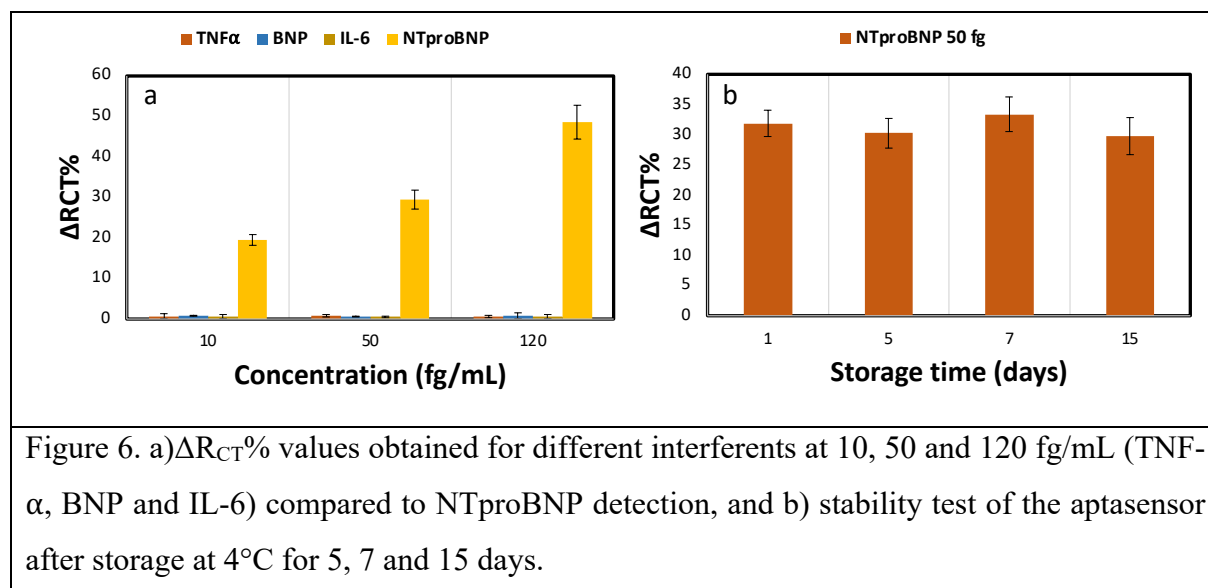 TNFα BNP IL-6 NTproBNP
a
60
50
40
30
20
10
0
ΔRCT%
10 50 120
Concentration (fg/mL)
NTproBNP 50 fg
b
40
35
30
25
20
15
10
5
0
ΔRCT%
1 5 7 15
Storage time (days)
Figure 6. a)ΔRCT% values obtained for different interferents at 10, 50 and 120 fg/mL (TNF-
α, BNP and IL-6) compared to NTproBNP detection, and b) stability test of the aptasensor
after storage at 4°C for 5, 7 and 15 days.